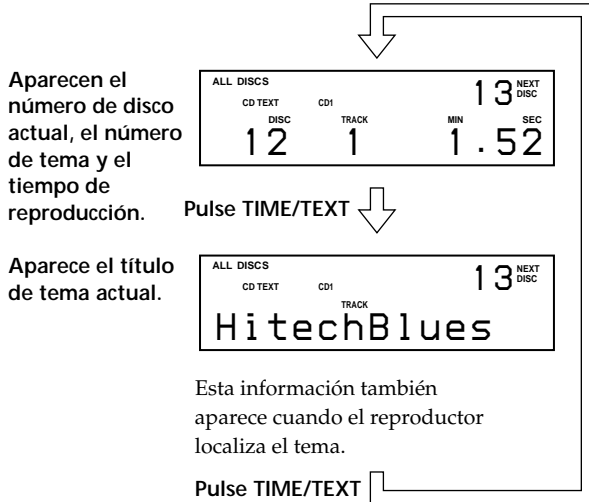 Aparecen el
número de disco
actual, el número
de tema y el
tiempo de
reproducción.
ALL DISCS
CD TEXT CD1 13 NEXT DISC
DISC TRACK MIN SEC
12 1 1.52
Pulse TIME/TEXT
Aparece el título
de tema actual.
ALL DISCS
CD TEXT CD1 13 NEXT DISC
TRACK
HitechBlues
Esta información también
aparece cuando el reproductor
localiza el tema.
Pulse TIME/TEXT